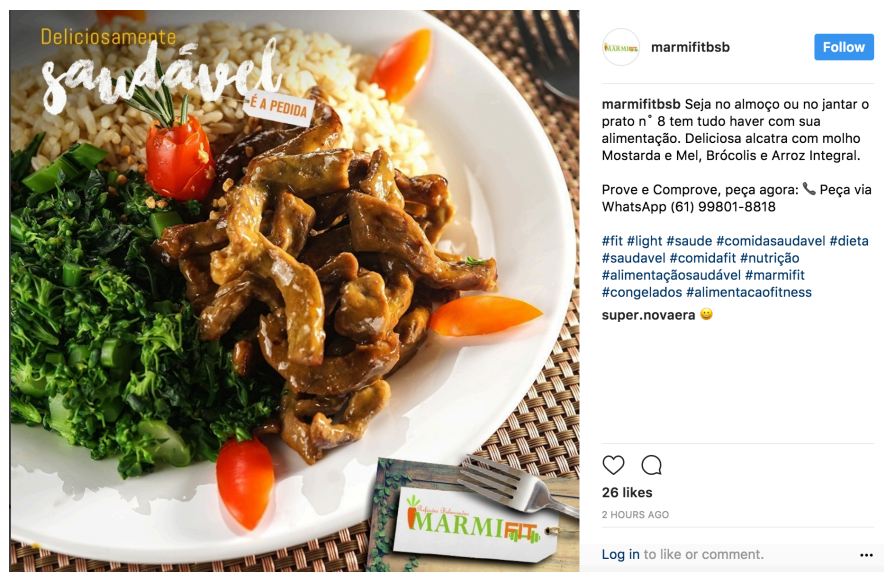 Deliciosamente
saudável
É A PEDIDA
Refeições Balanceadas
MARMIFIT
marmifitbsb
Follow
marmifitbsb Seja no almoço ou no jantar o
prato n° 8 tem tudo haver com sua
alimentação. Deliciosa alcatra com molho
Mostarda e Mel, Brócolis e Arroz Integral.
Prove e Comprove, peça agora: 📞 Peça via
WhatsApp (61) 99801-8818
#fit #light #saude #comidasaudavel #dieta
#saudavel #comidafit #nutrição
#alimentaçãosaudável #marmifit
#congelados #alimentacaofitness
super.novaera 😀
26 likes
2 HOURS AGO
Log in to like or comment.